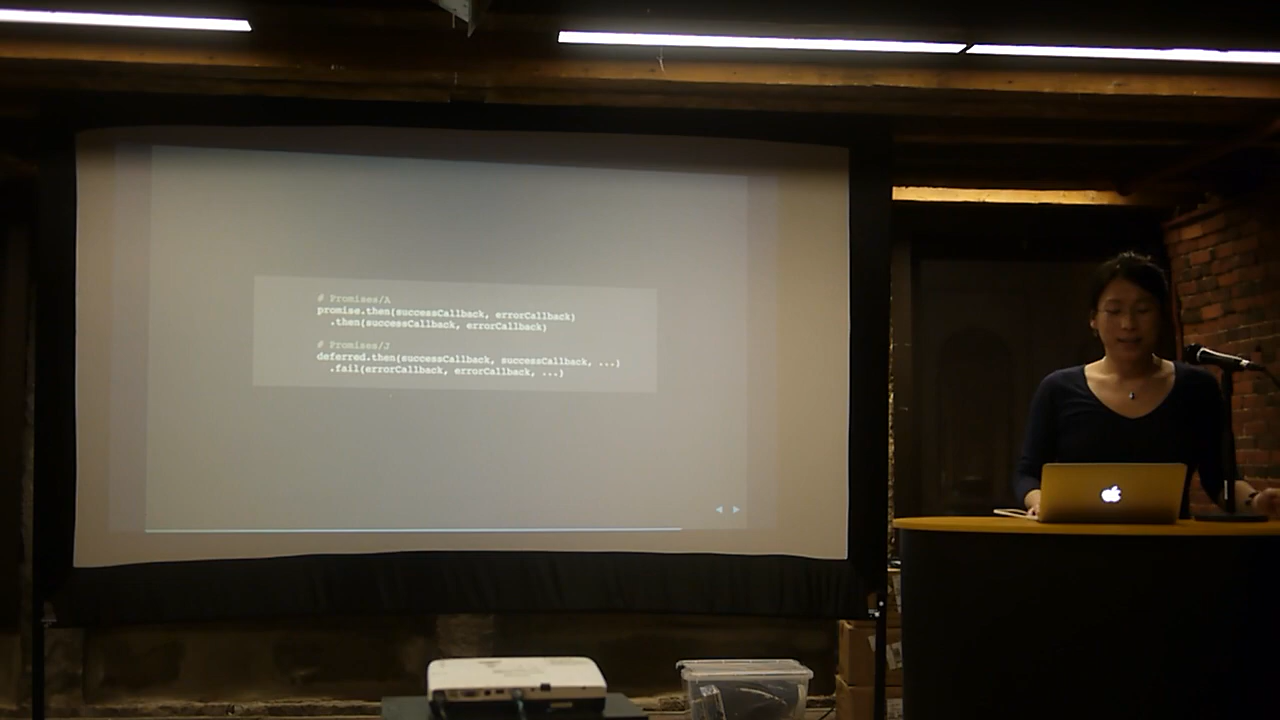 # Promises/A
promise.then(successCallback, errorCallback)
.then(successCallback, errorCallback)
# Promises/J
deferred.then(successCallback, successCallback, ...)
.fail(errorCallback, errorCallback, ...)